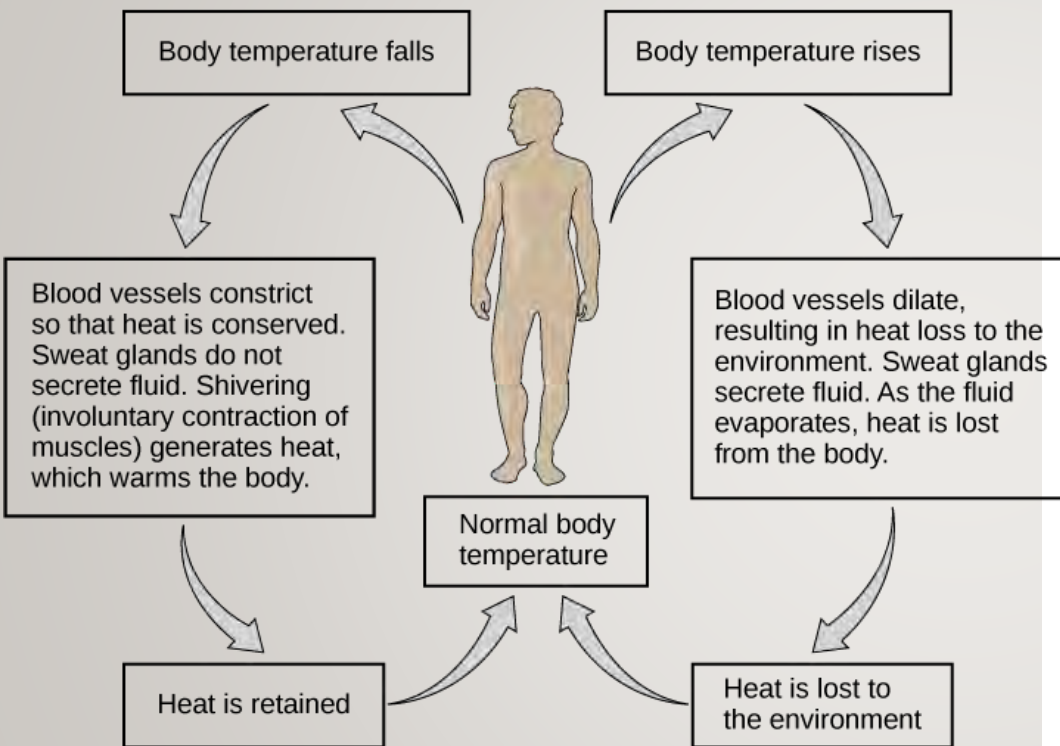 Body temperature falls
Body temperature rises
Blood vessels constrict
so that heat is conserved.
Sweat glands do not
secrete fluid. Shivering
(involuntary contraction of
muscles) generates heat,
which warms the body.
Blood vessels dilate,
resulting in heat loss to the
environment. Sweat glands
secrete fluid. As the fluid
evaporates, heat is lost
from the body.
Normal body
temperature
Heat is retained
Heat is lost to
the environment